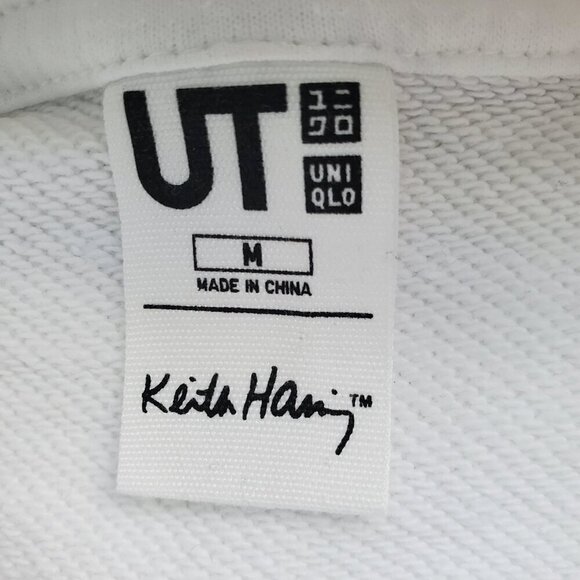 UT
ユニ
クロ
UNI
QLO
M
MADE IN CHINA
Keith Haring™